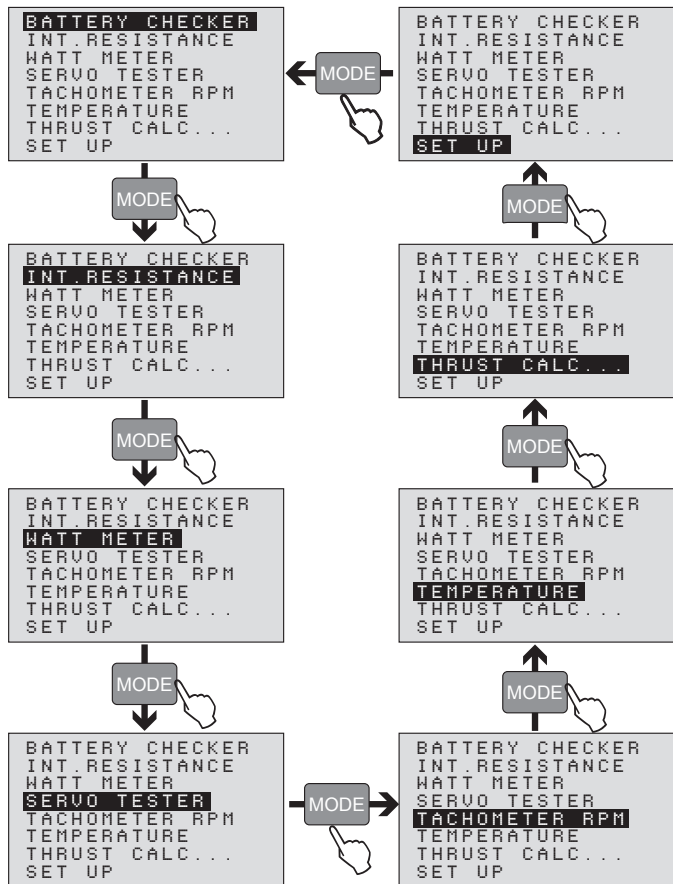 BATTERY CHECKER
INT.RESISTANCE
WATT METER
SERVO TESTER
TACHOMETER RPM
TEMPERATURE
THRUST CALC...
SET UP
MODE
BATTERY CHECKER
INT.RESISTANCE
WATT METER
SERVO TESTER
TACHOMETER RPM
TEMPERATURE
THRUST CALC...
SET UP
MODE
BATTERY CHECKER
INT.RESISTANCE
WATT METER
SERVO TESTER
TACHOMETER RPM
TEMPERATURE
THRUST CALC...
SET UP
MODE
BATTERY CHECKER
INT.RESISTANCE
WATT METER
SERVO TESTER
TACHOMETER RPM
TEMPERATURE
THRUST CALC...
SET UP
MODE
BATTERY CHECKER
INT.RESISTANCE
WATT METER
SERVO TESTER
TACHOMETER RPM
TEMPERATURE
THRUST CALC...
SET UP
MODE
BATTERY CHECKER
INT.RESISTANCE
WATT METER
SERVO TESTER
TACHOMETER RPM
TEMPERATURE
THRUST CALC...
SET UP
MODE
BATTERY CHECKER
INT.RESISTANCE
WATT METER
SERVO TESTER
TACHOMETER RPM
TEMPERATURE
THRUST CALC...
SET UP
MODE
BATTERY CHECKER
INT.RESISTANCE
WATT METER
SERVO TESTER
TACHOMETER RPM
TEMPERATURE
THRUST CALC...
SET UP
MODE